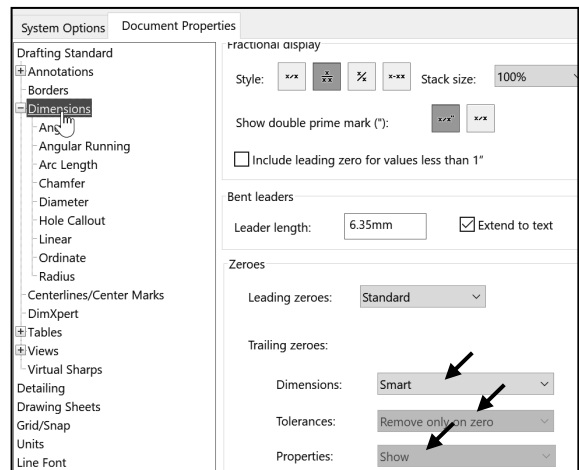 System Options Document Properties
Drafting Standard
Annotations
Borders
Dimensions
Angular Running
Arc Length
Chamfer
Diameter
Hole Callout
Linear
Ordinate
Radius
Centerlines/Center Marks
DimXpert
Tables
Views
Virtual Sharps
Detailing
Drawing Sheets
Grid/Snap
Units
Line Font
Fractional display
Style: x/x x/xx x/x x-xx Stack size: 100%
Show double prime mark ("): x/x" x/x
Include leading zero for values less than 1"
Bent leaders
Leader length: 6.35mm Extend to text
Zeroes
Leading zeroes: Standard
Trailing zeroes:
Dimensions: Smart
Tolerances: Remove only on zero
Properties: Show